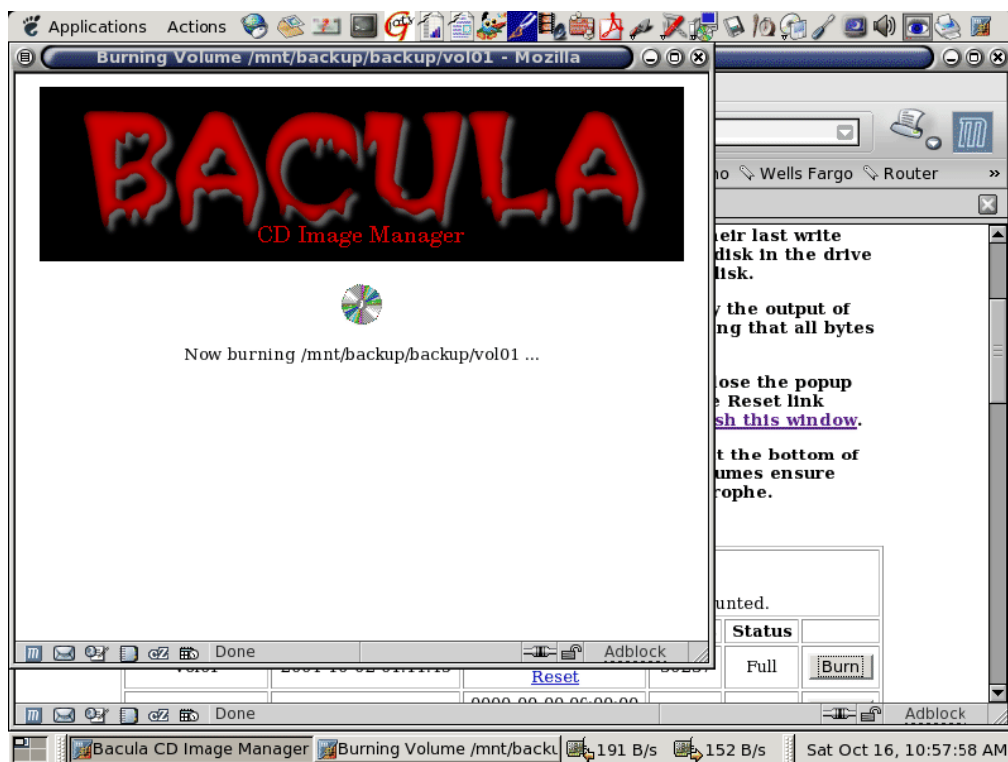 Applications Actions
Burning Volume /mnt/backup/backup/vol01 - Mozilla
BACULA
CD Image Manager
Now burning /mnt/backup/backup/vol01 ...
Done
Adblock
Wells Fargo Router »
eir last write
disk in the drive
disk.
the output of
ng that all bytes
ose the popup
Reset link
sh this window.
t the bottom of
umes ensure
rophe.
unted.
Status
Reset
Full
Burn
Done
Adblock
Bacula CD Image Manager
Burning Volume /mnt/backu
191 B/s
152 B/s
Sat Oct 16, 10:57:58 AM